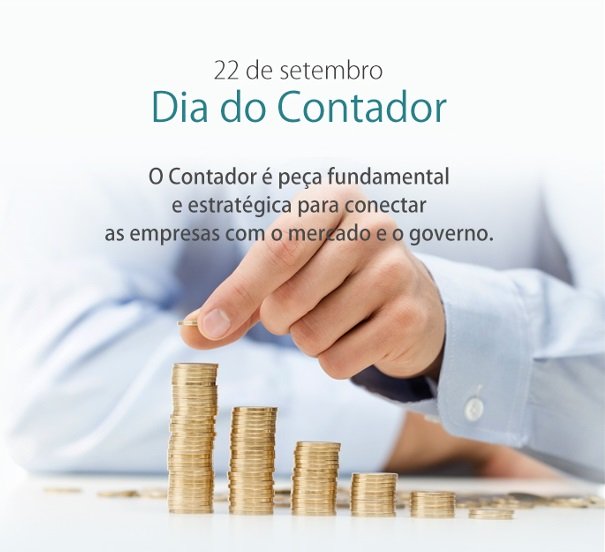 22 de setembro
Dia do Contador
O Contador é peça fundamental
e estratégica para conectar
as empresas com o mercado e o governo.